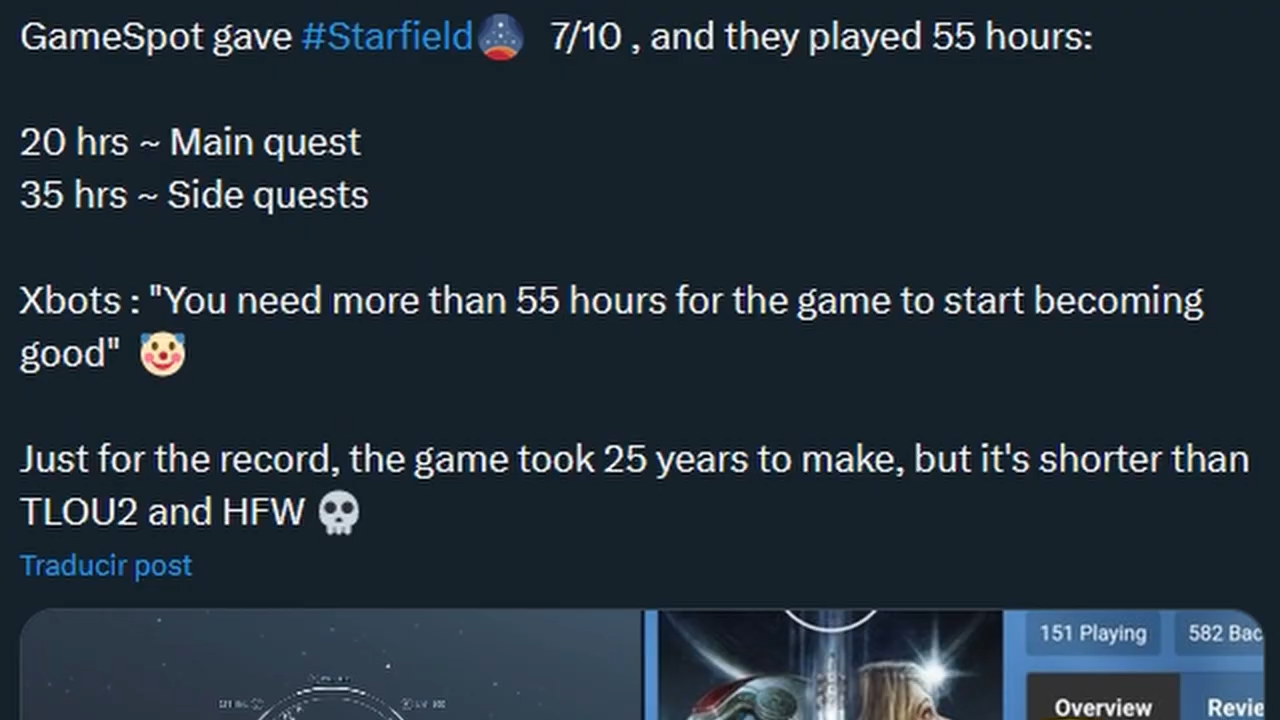 GameSpot gave #Starfield 7/10 , and they played 55 hours:
20 hrs ~ Main quest
35 hrs ~ Side quests
Xbots : "You need more than 55 hours for the game to start becoming
good" 🤡
Just for the record, the game took 25 years to make, but it's shorter than
TLOU2 and HFW 💀
Traducir post
151 Playing
582 Bac
Overview
Revie